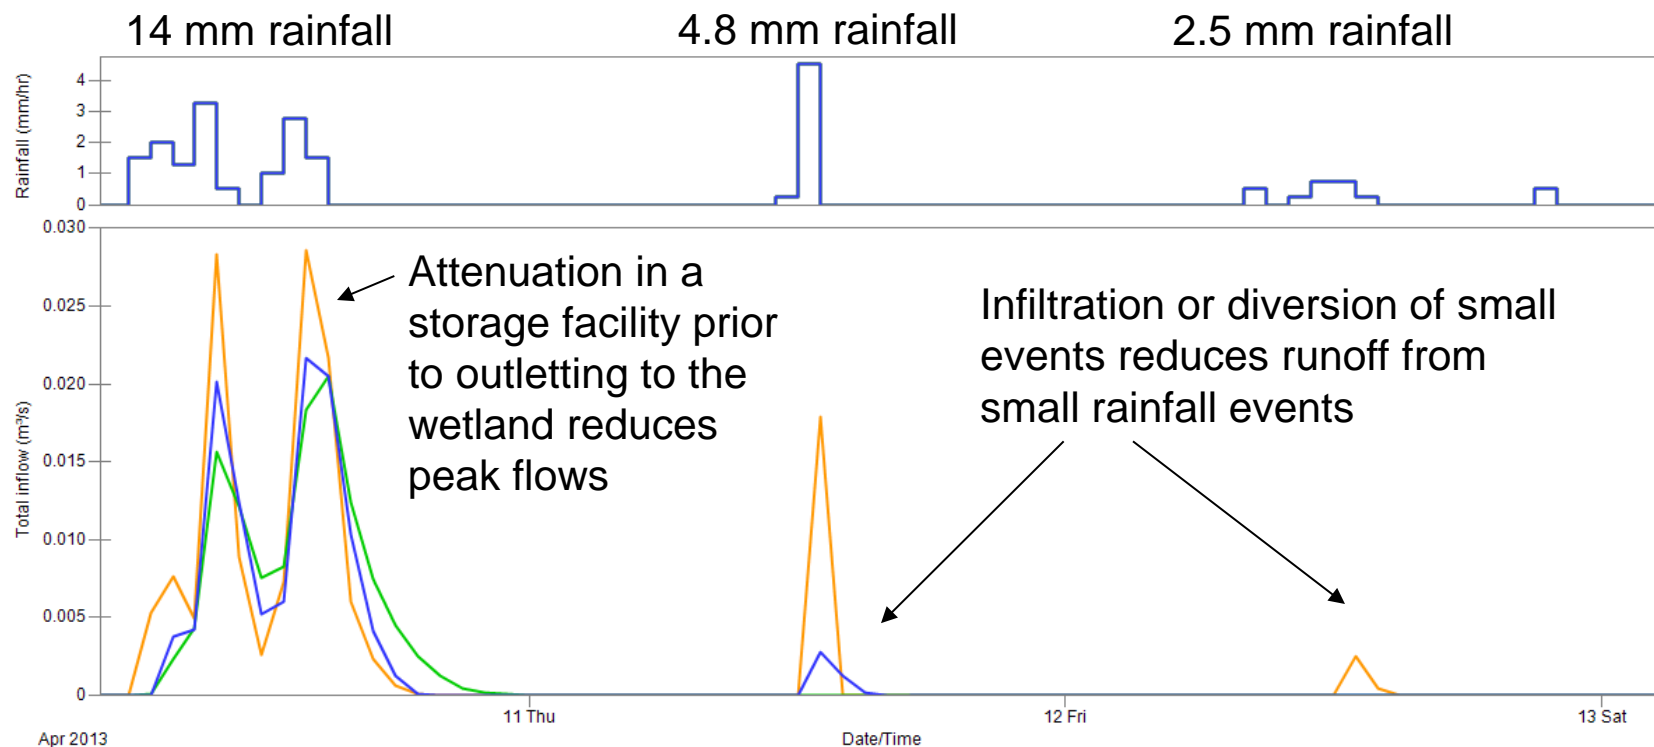 14 mm rainfall
4.8 mm rainfall
2.5 mm rainfall
Rainfall (mm/hr)
4
3
2
1
0
Total inflow (m³/s)
0.030
0.025
0.020
0.015
0.010
0.005
0
Attenuation in a
storage facility prior
to outletting to the
wetland reduces
peak flows
Infiltration or diversion of small
events reduces runoff from
small rainfall events
11 Thu
12 Fri
13 Sat
Apr 2013
Date/Time